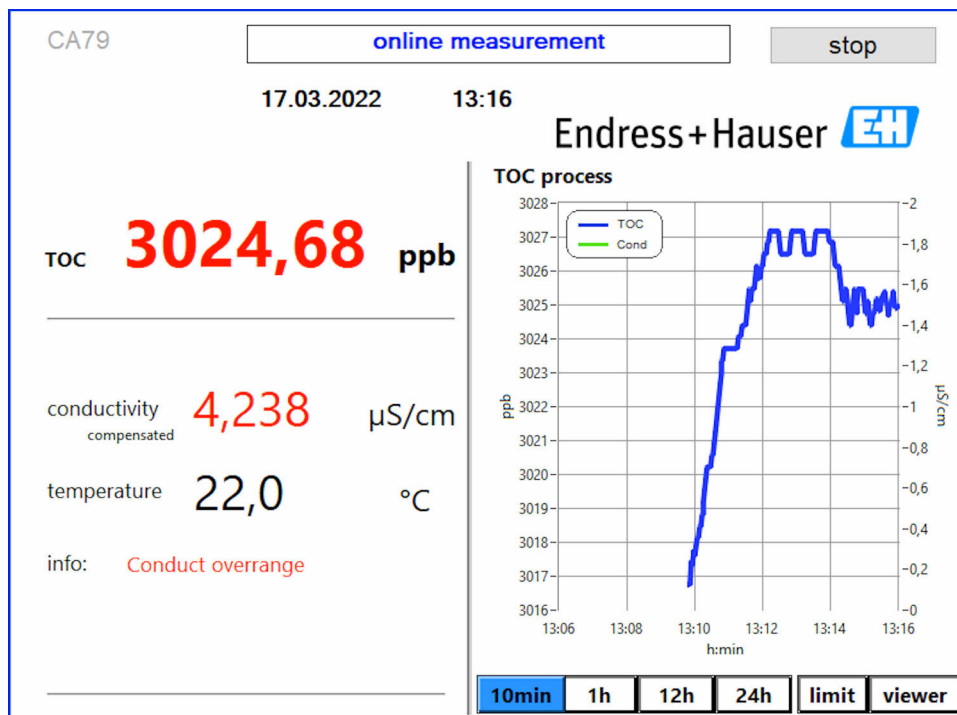 CA79
online measurement
stop
17.03.2022 13:16
Endress+Hauser EH
TOC 3024,68 ppb
conductivity 4,238 µS/cm
compensated
temperature 22,0 °C
info: Conduct overrange
TOC process
TOC
Cond
3028
3027
3026
3025
3024
3023
3022
3021
3020
3019
3018
3017
3016
ppb
2
1,8
1,6
1,4
1,2
1
0,8
0,6
0,4
0,2
0
µS/cm
13:06 13:08 13:10 13:12 13:14 13:16
h:min
10min 1h 12h 24h limit viewer